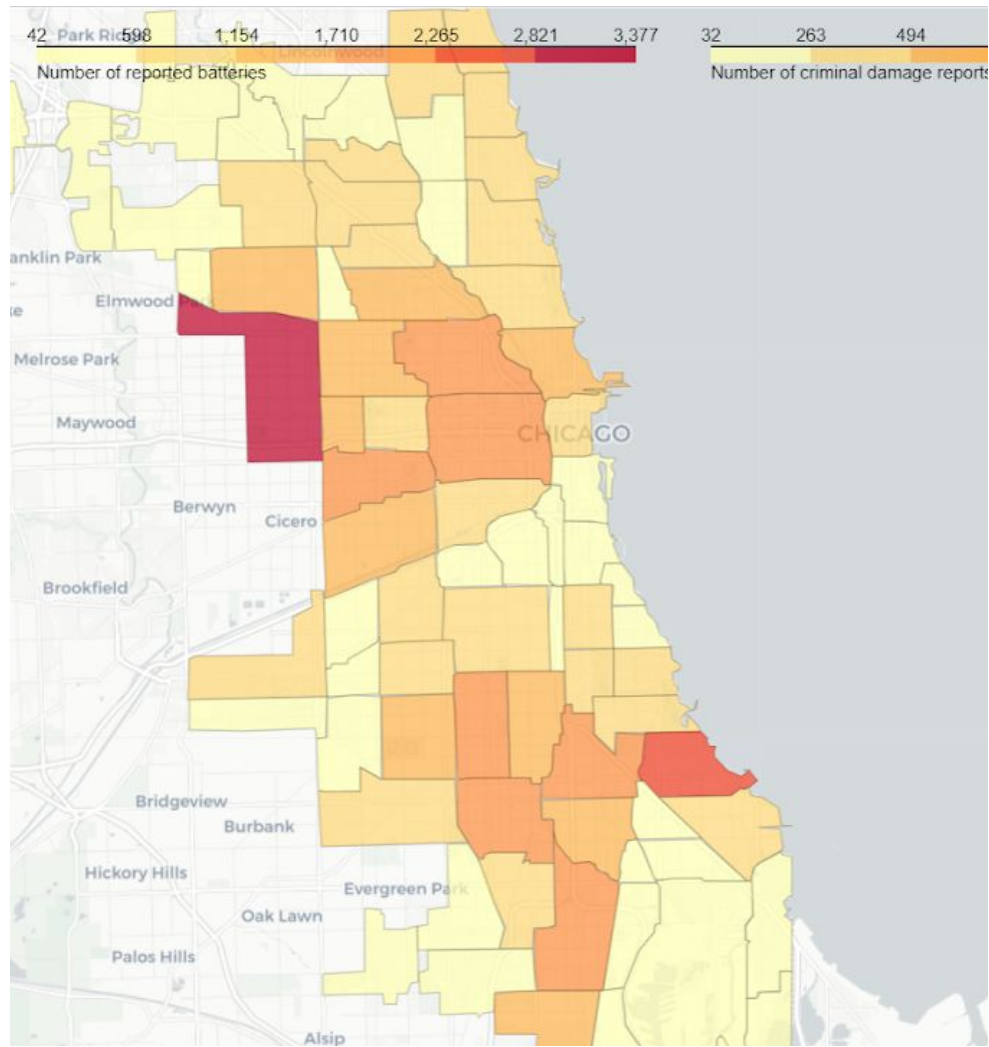 Park Ridge
Lincolnwood
42 598 1,154 1,710 2,265 2,821 3,377
Number of reported batteries
32 263 494
Number of criminal damage reports
anklin Park
Elmwood Park
ke
Melrose Park
Maywood
CHICAGO
Berwyn
Cicero
Brookfield
Bridgeview
Burbank
Hickory Hills
Evergreen Park
Oak Lawn
Palos Hills
Alsip